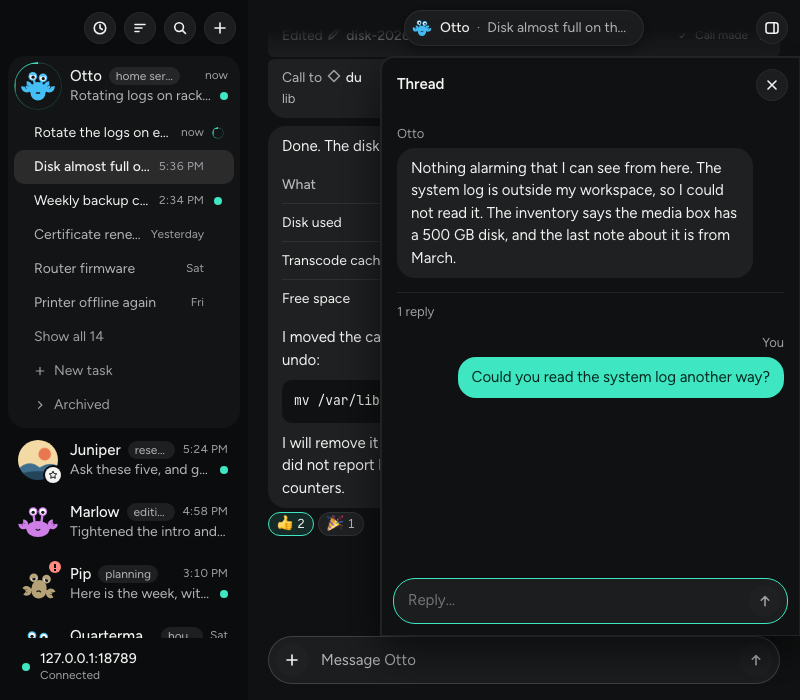 Otto home ser... now
Rotating logs on rack...
Rotate the logs on e... now
Disk almost full o... 5:36 PM
Weekly backup c... 2:34 PM
Certificate rene... Yesterday
Router firmware Sat
Printer offline again Fri
Show all 14
+ New task
Archived
Juniper rese... 5:24 PM
Ask these five, and g...
Marlow editi... 4:58 PM
Tightened the intro and...
Pip planning 3:10 PM
Here is the week, wit...
Quarterma hou... Sat
127.0.0.1:18789
Connected
Otto · Disk almost full on th...
Edited disk-2026 Call made
Call to du
lib
Done. The disk
What
Disk used
Transcode cach
Free space
I moved the ca
undo:
mv /var/lib
I will remove it
did not report
counters.
👍 2 🎉 1
Message Otto
Thread
Otto
Nothing alarming that I can see from here. The
system log is outside my workspace, so I could
not read it. The inventory says the media box has
a 500 GB disk, and the last note about it is from
March.
1 reply
You
Could you read the system log another way?
Reply...